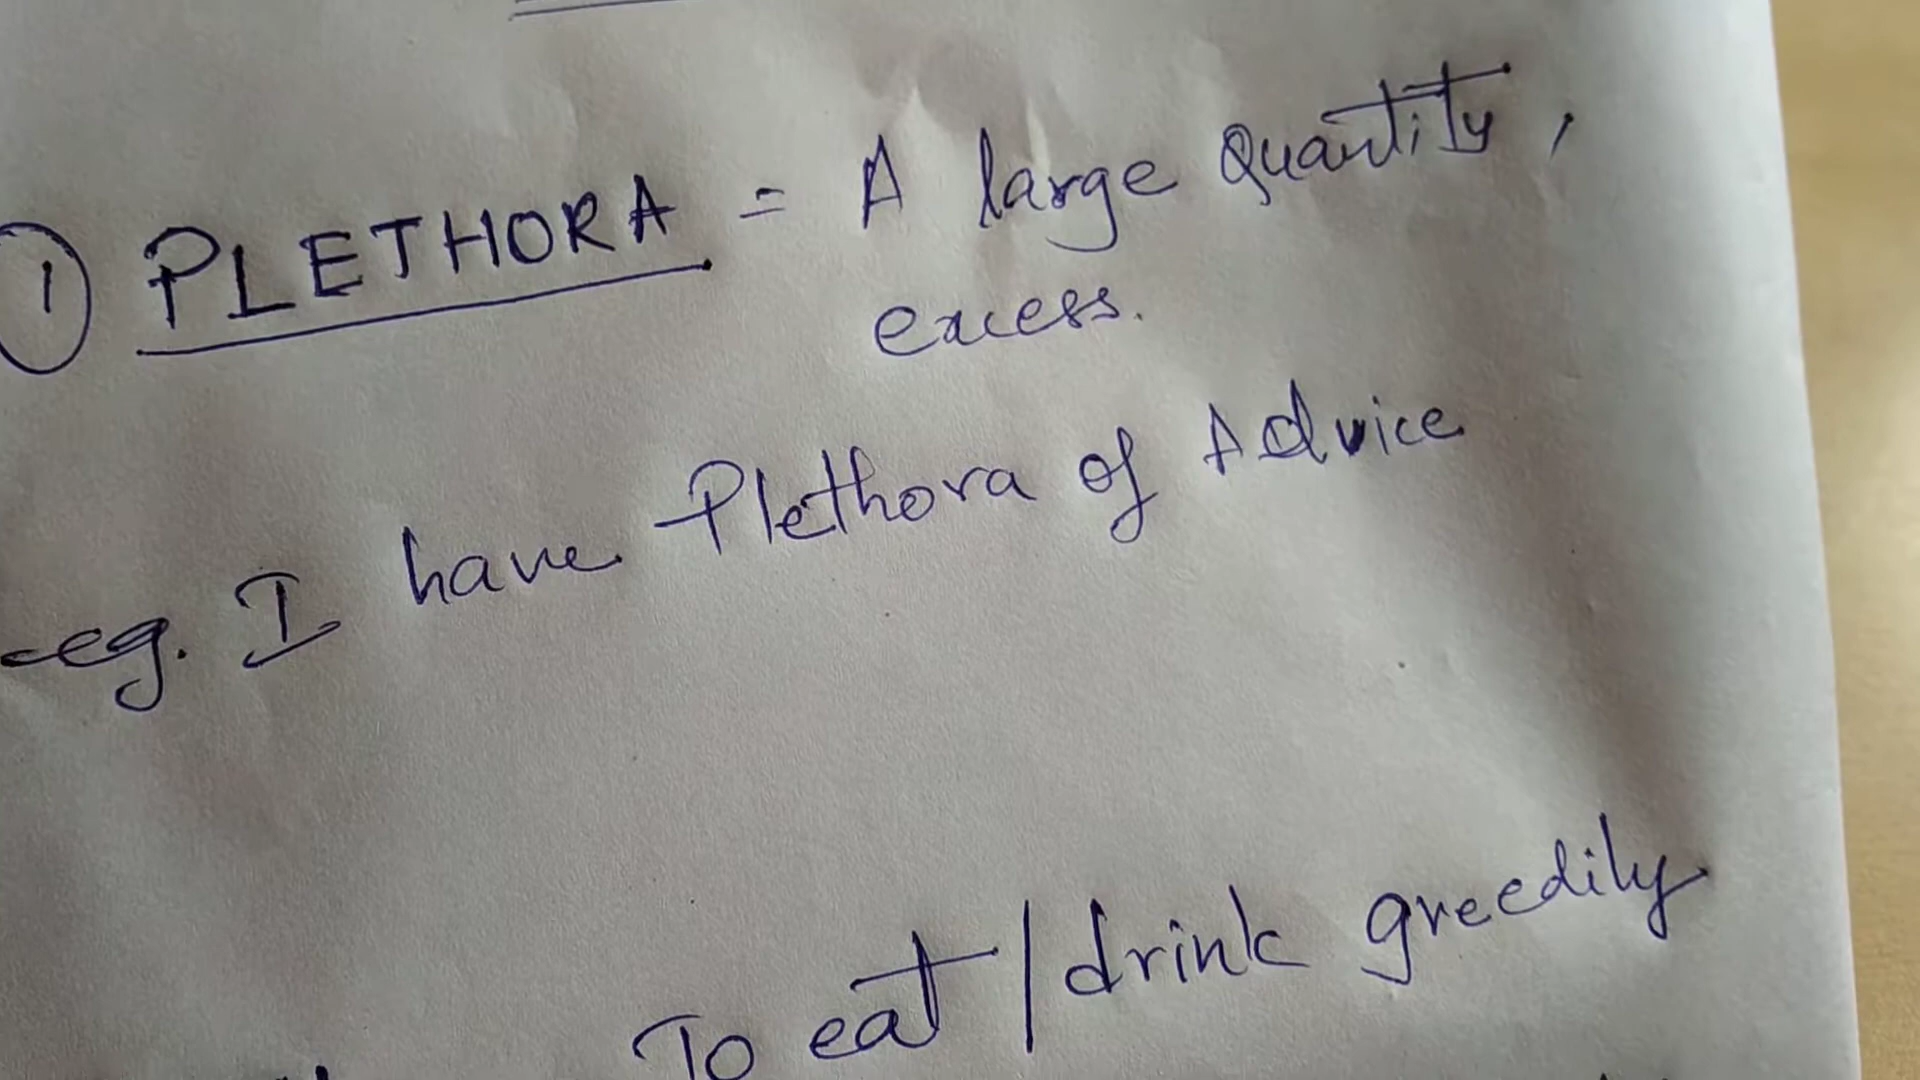 ① PLETHORA = A large Quantity,
excess.
eg. I have Plethora of Advice
To eat/drink greedily